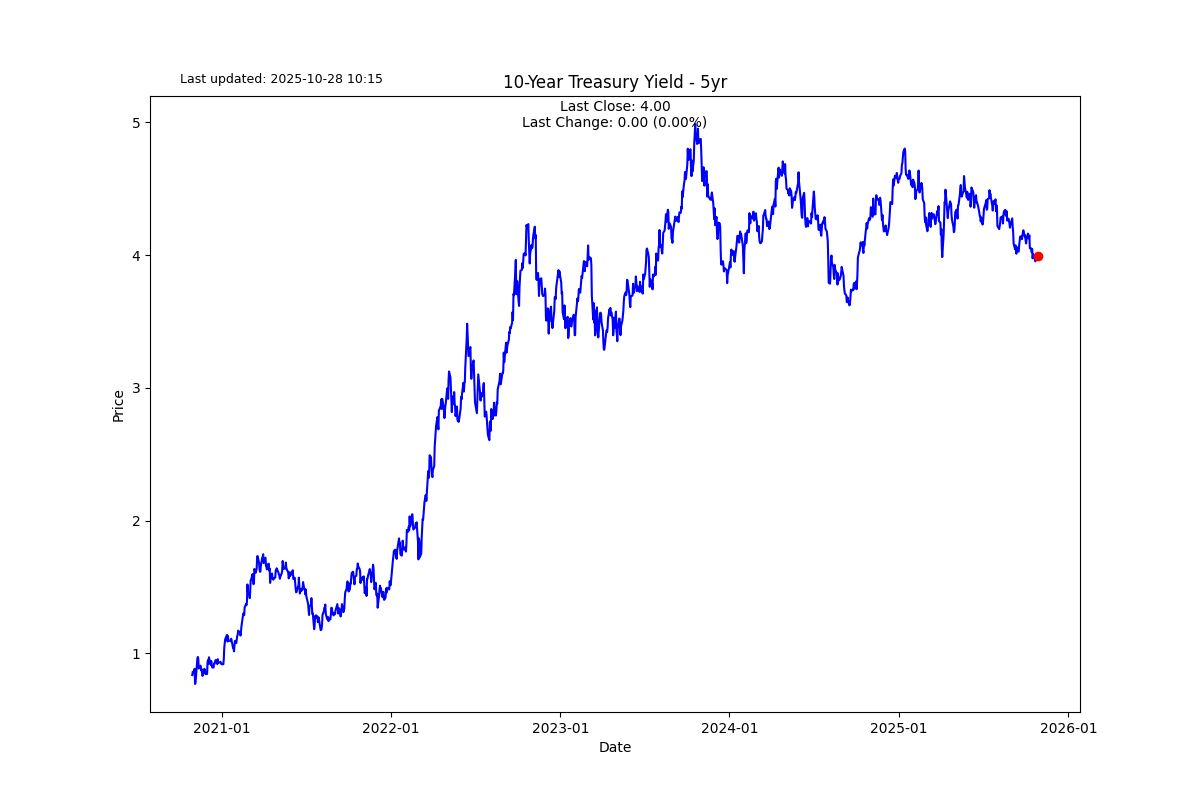 Last updated: 2025-10-28 10:15
10-Year Treasury Yield - 5yr
Last Close: 4.00
Last Change: 0.00 (0.00%)
5
4
3
2
1
Price
2021-01
2022-01
2023-01
2024-01
2025-01
2026-01
Date